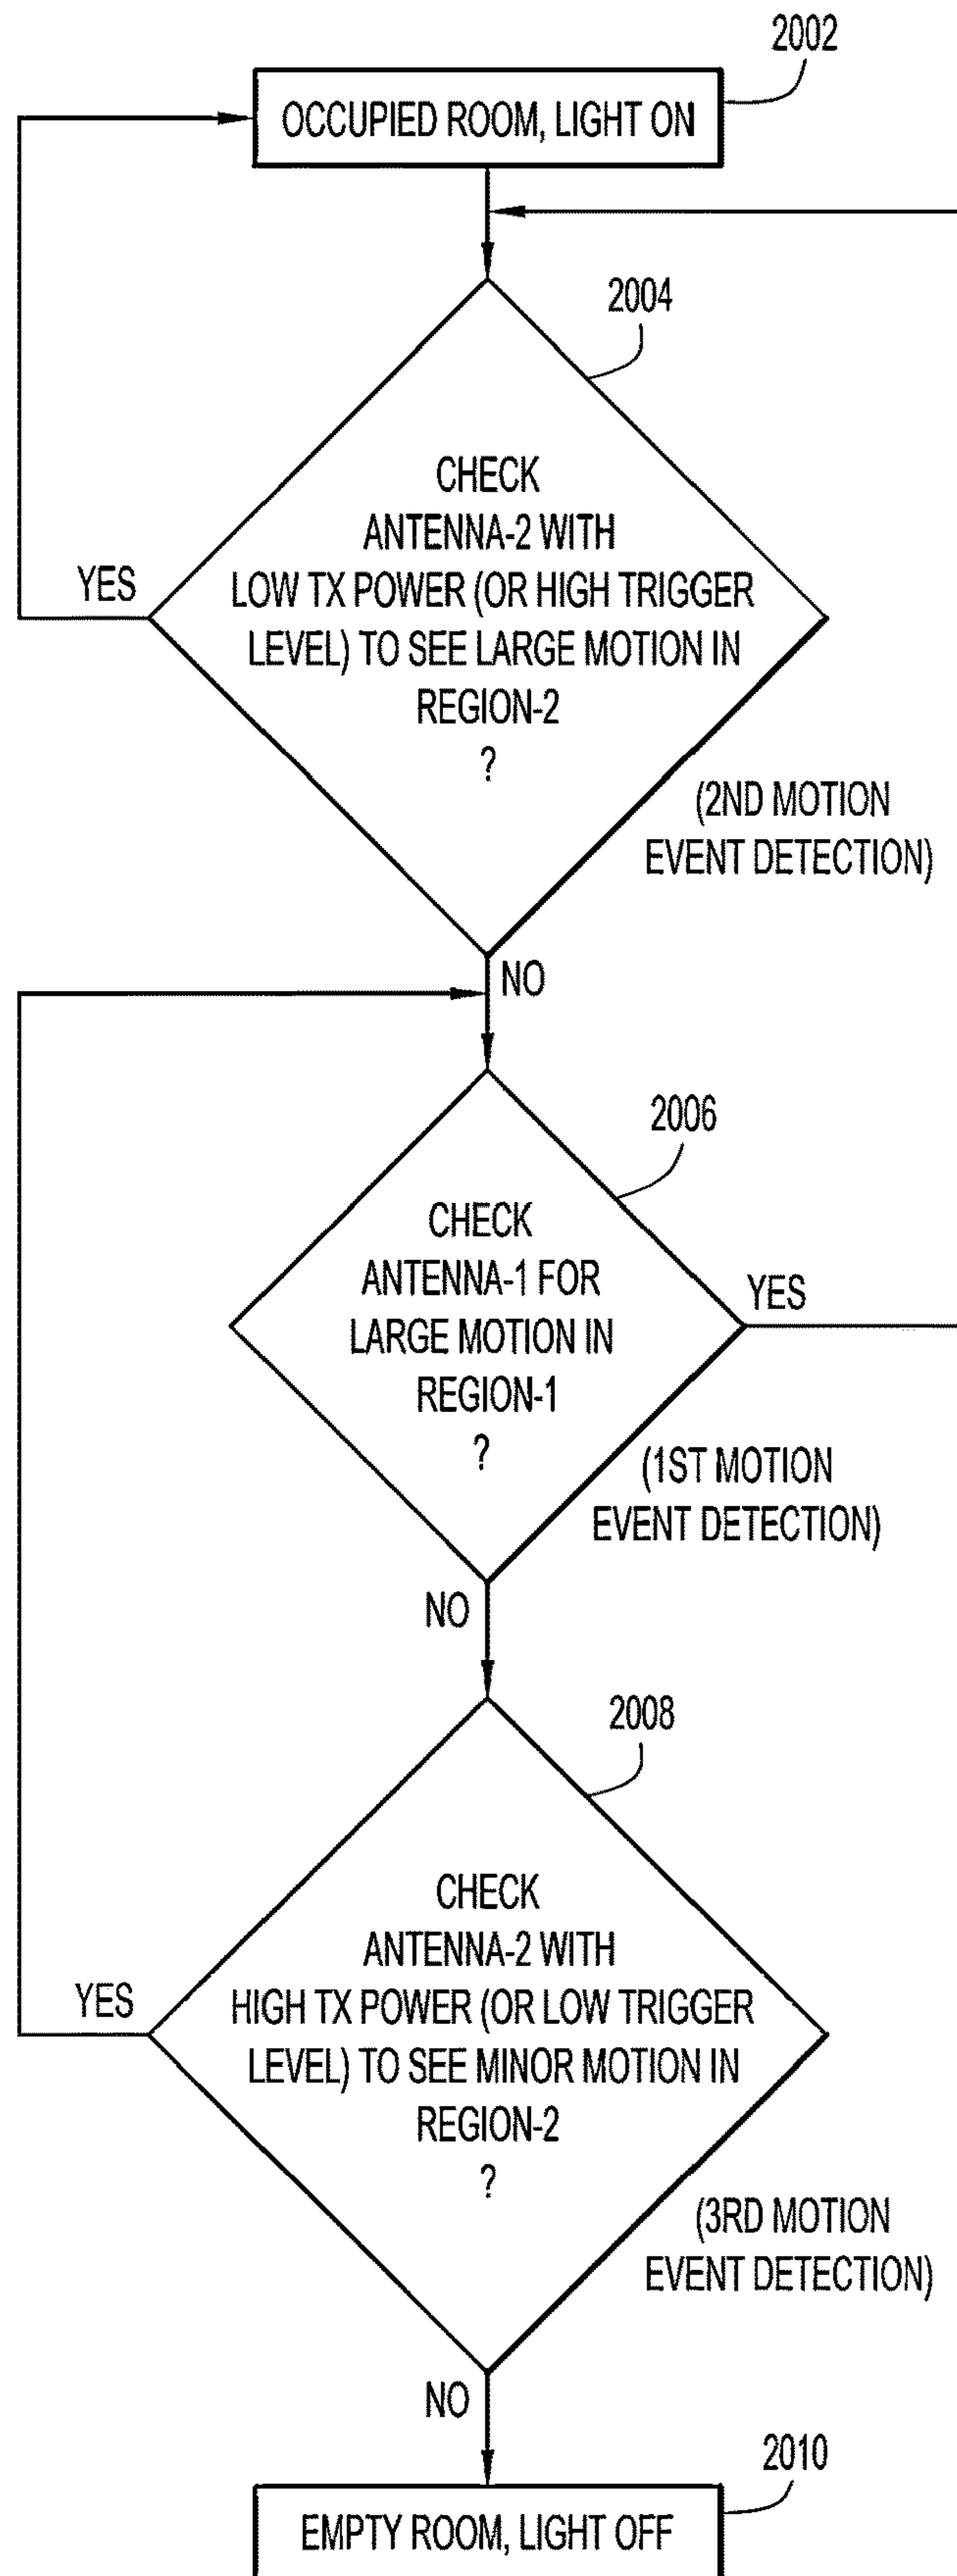 2002
OCCUPIED ROOM, LIGHT ON
2004
CHECK
ANTENNA-2 WITH
LOW TX POWER (OR HIGH TRIGGER
LEVEL) TO SEE LARGE MOTION IN
REGION-2
?
YES
(2ND MOTION
EVENT DETECTION)
NO
2006
CHECK
ANTENNA-1 FOR
LARGE MOTION IN
REGION-1
?
YES
(1ST MOTION
EVENT DETECTION)
NO
2008
CHECK
ANTENNA-2 WITH
HIGH TX POWER (OR LOW TRIGGER
LEVEL) TO SEE MINOR MOTION IN
REGION-2
?
YES
(3RD MOTION
EVENT DETECTION)
NO
2010
EMPTY ROOM, LIGHT OFF